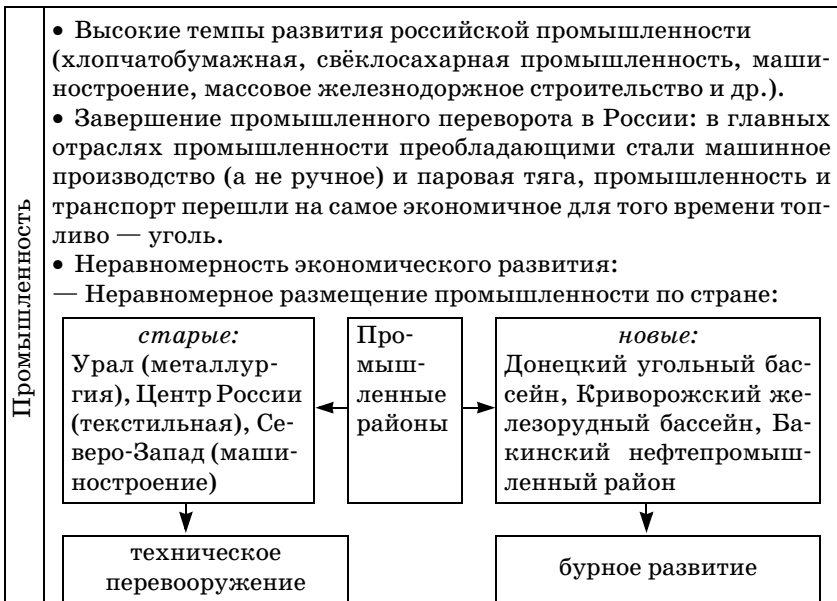 Промышленность
• Высокие темпы развития российской промышленности
(хлопчатобумажная, свёклосахарная промышленность, маши-
ностроение, массовое железнодоржное строительство и др.).
• Завершение промышленного переворота в России: в главных
отраслях промышленности преобладающими стали машинное
производство (а не ручное) и паровая тяга, промышленность и
транспорт перешли на самое экономичное для того времени топ-
ливо — уголь.
• Неравномерность экономического развития:
— Неравномерное размещение промышленности по стране:
старые:
Урал (металлур-
гия), Центр России
(текстильная), Се-
веро-Запад (маши-
ностроение)
Про-
мыш-
ленные
районы
новые:
Донецкий угольный бас-
сейн, Криворожский же-
лезорудный бассейн, Ба-
кинский нефтепромыш-
ленный район
техническое
перевооружение
бурное развитие